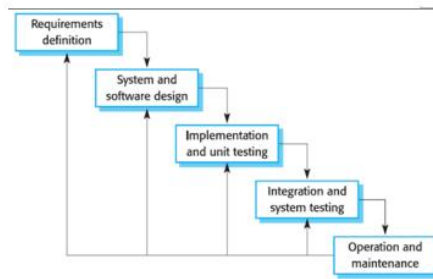 Requirements
definition
System and
software design
Implementation
and unit testing
Integration and
system testing
Operation and
maintenance